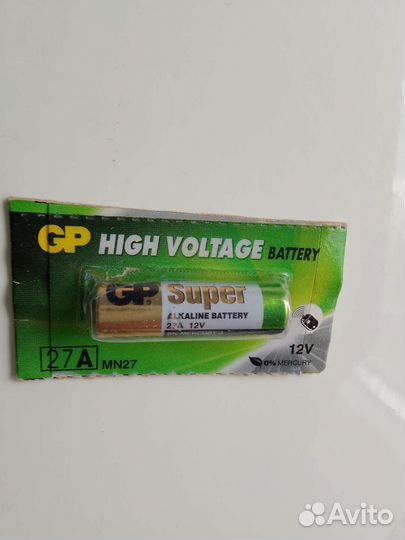 GP HIGH VOLTAGE BATTERY
GP Super
ALKALINE BATTERY
27A 12V
27A MN27
12V
0% MERCURY
Avito